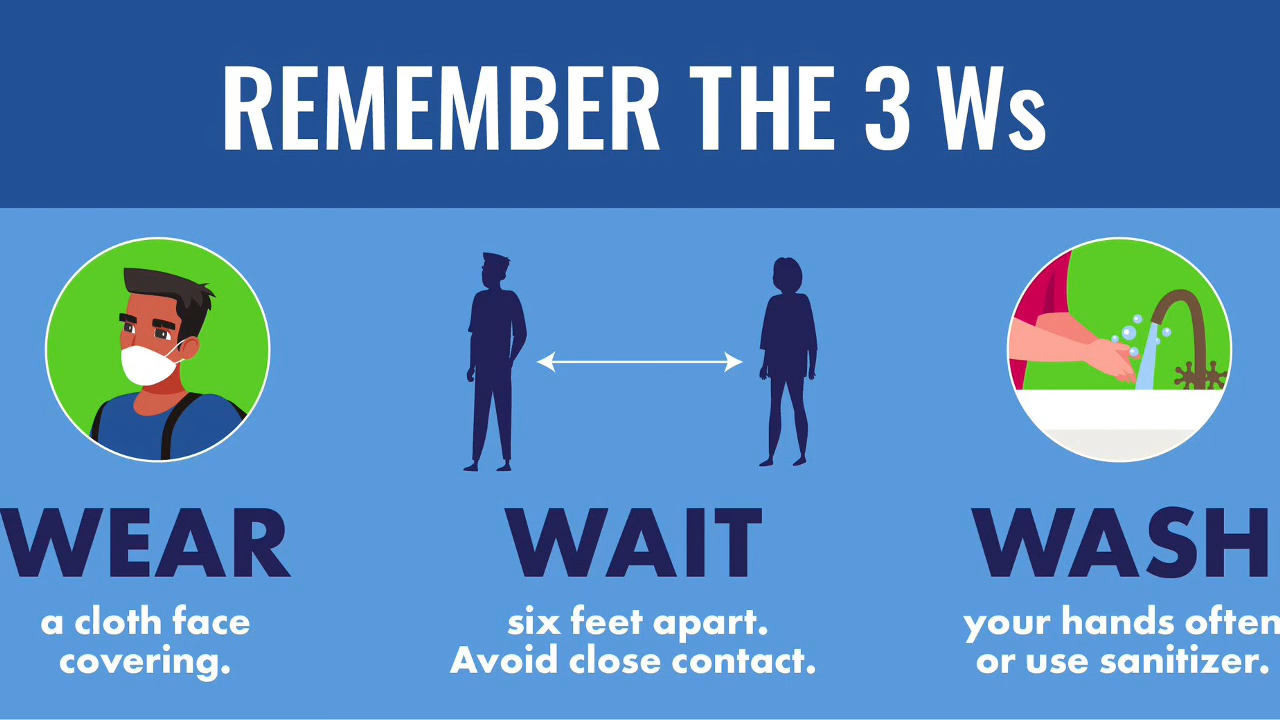 REMEMBER THE 3 Ws
WEAR
a cloth face
covering.
WAIT
six feet apart.
Avoid close contact.
WASH
your hands often
or use sanitizer.